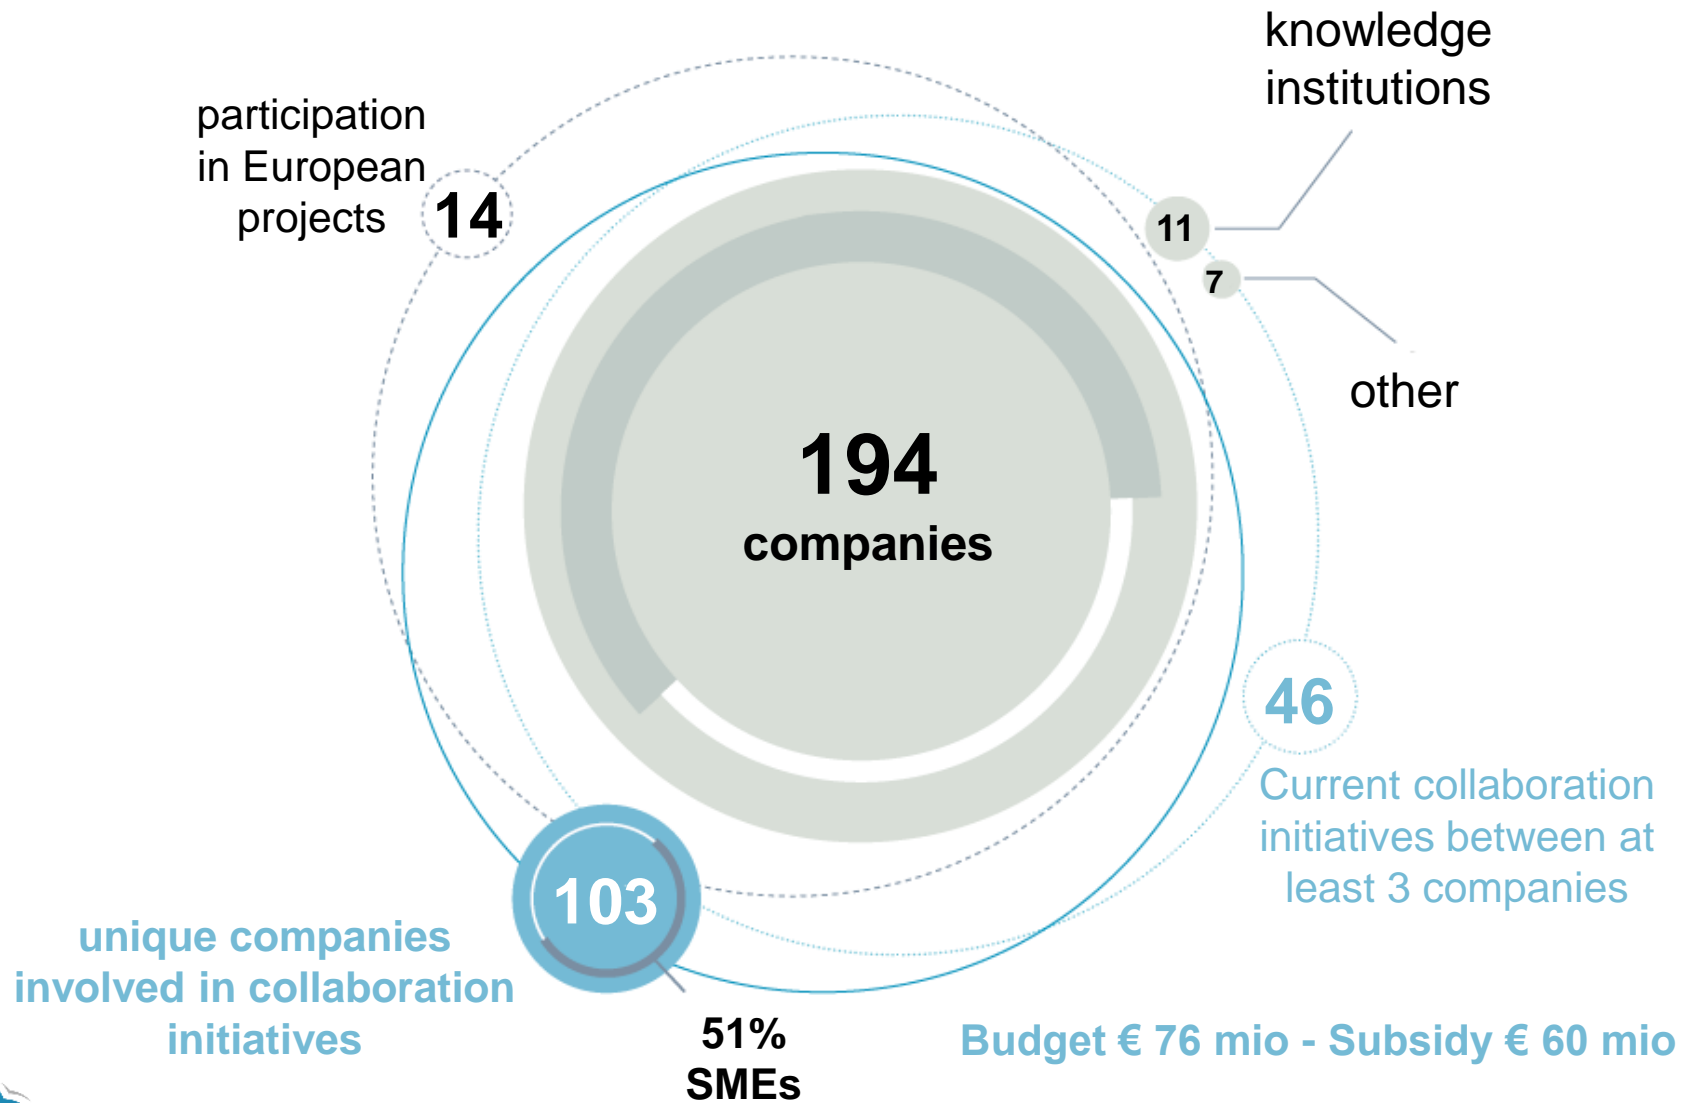 knowledge
institutions
participation
in European
projects
14
11
7
other
194
companies
46
Current collaboration
initiatives between at
least 3 companies
103
unique companies
involved in collaboration
initiatives
51%
SMEs
Budget € 76 mio - Subsidy € 60 mio